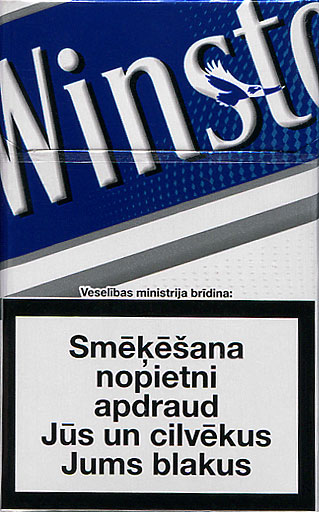 Winsto
Veselības ministrija brīdina:
Smēķēšana
nopietni
apdraud
Jūs un cilvēkus
Jums blakus